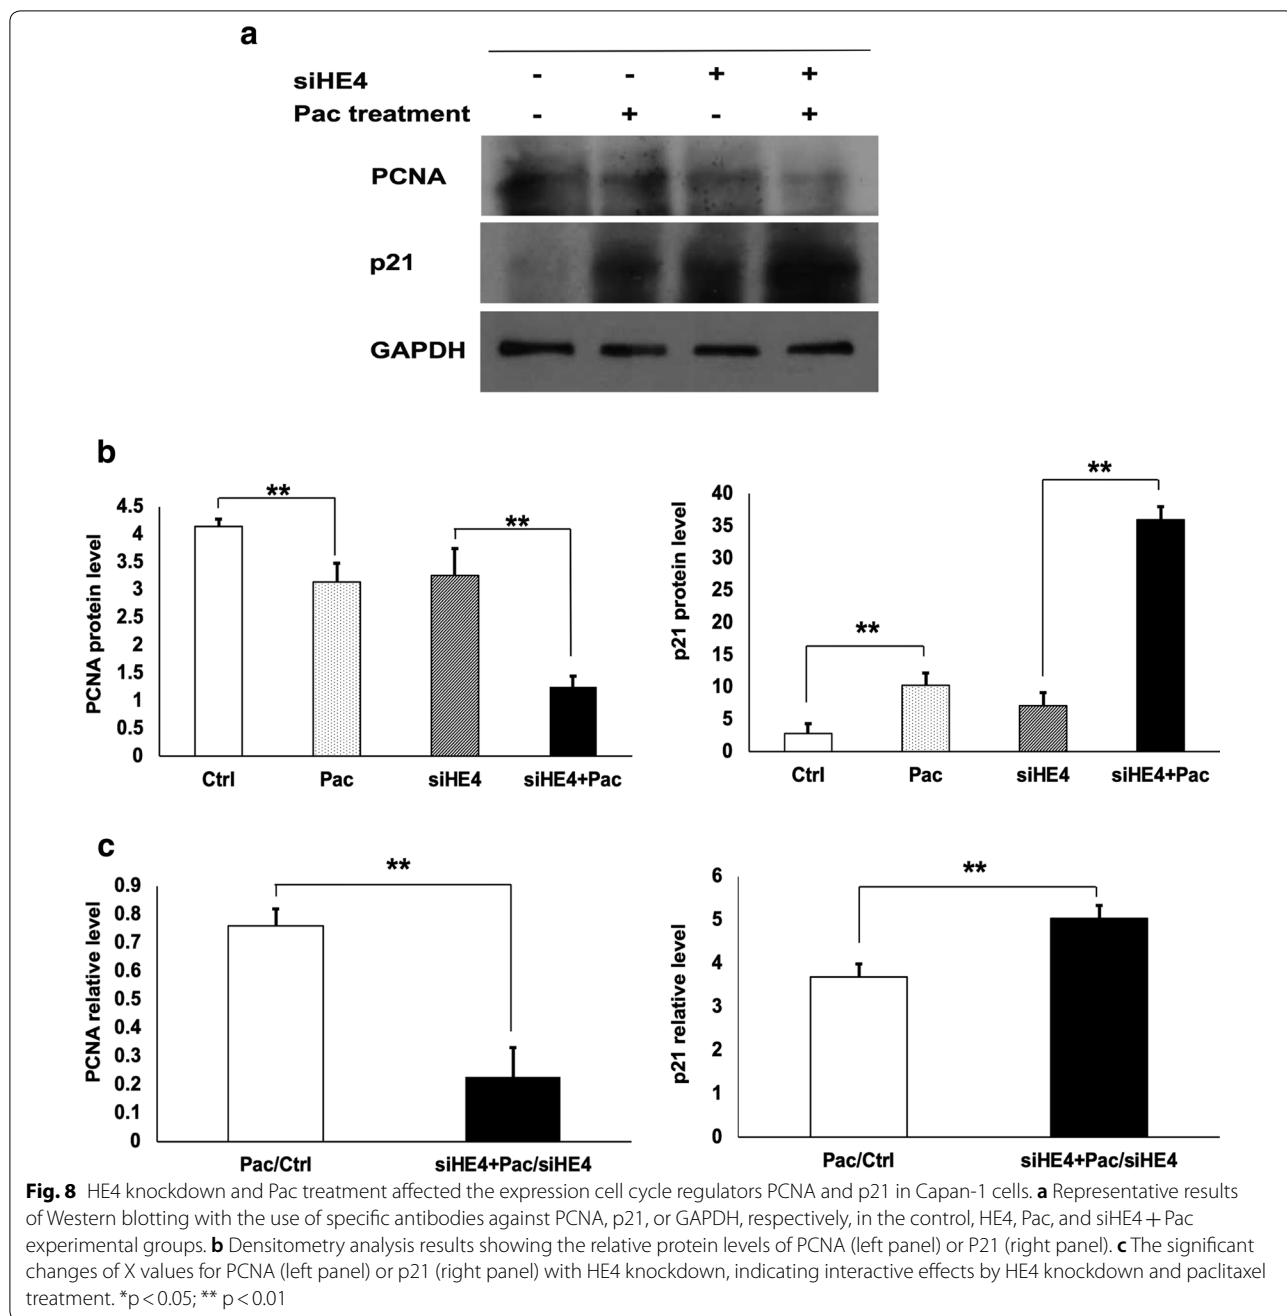 a
siHE4 - - + +
Pac treatment - + - +
PCNA
p21
GAPDH
b
PCNA protein level
4.5
4
3.5
3
2.5
2
1.5
1
0.5
0
** **
Ctrl Pac siHE4 siHE4+Pac
p21 protein level
40
35
30
25
20
15
10
5
0
** **
Ctrl Pac siHE4 siHE4+Pac
c
PCNA relative level
0.9
0.8
0.7
0.6
0.5
0.4
0.3
0.2
0.1
0
**
Pac/Ctrl siHE4+Pac/siHE4
p21 relative level
6
5
4
3
2
1
0
**
Pac/Ctrl siHE4+Pac/siHE4
Fig. 8 HE4 knockdown and Pac treatment affected the expression cell cycle regulators PCNA and p21 in Capan-1 cells. a Representative results
of Western blotting with the use of specific antibodies against PCNA, p21, or GAPDH, respectively, in the control, HE4, Pac, and siHE4 + Pac
experimental groups. b Densitometry analysis results showing the relative protein levels of PCNA (left panel) or P21 (right panel). c The significant
changes of X values for PCNA (left panel) or p21 (right panel) with HE4 knockdown, indicating interactive effects by HE4 knockdown and paclitaxel
treatment. *p < 0.05; ** p < 0.01